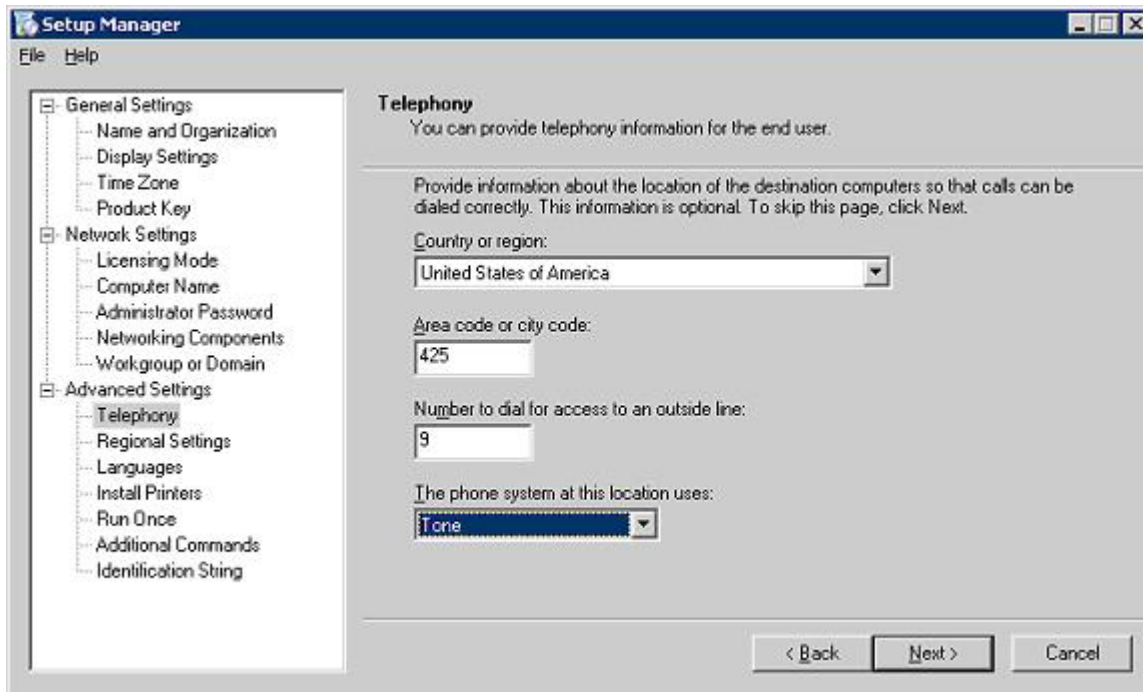 Setup Manager
File Help
General Settings
Name and Organization
Display Settings
Time Zone
Product Key
Network Settings
Licensing Mode
Computer Name
Administrator Password
Networking Components
Workgroup or Domain
Advanced Settings
Telephony
Regional Settings
Languages
Install Printers
Run Once
Additional Commands
Identification String
Telephony
You can provide telephony information for the end user.
Provide information about the location of the destination computers so that calls can be
dialed correctly. This information is optional. To skip this page, click Next.
Country or region:
United States of America
Area code or city code:
425
Number to dial for access to an outside line:
9
The phone system at this location uses:
Tone
< Back Next > Cancel